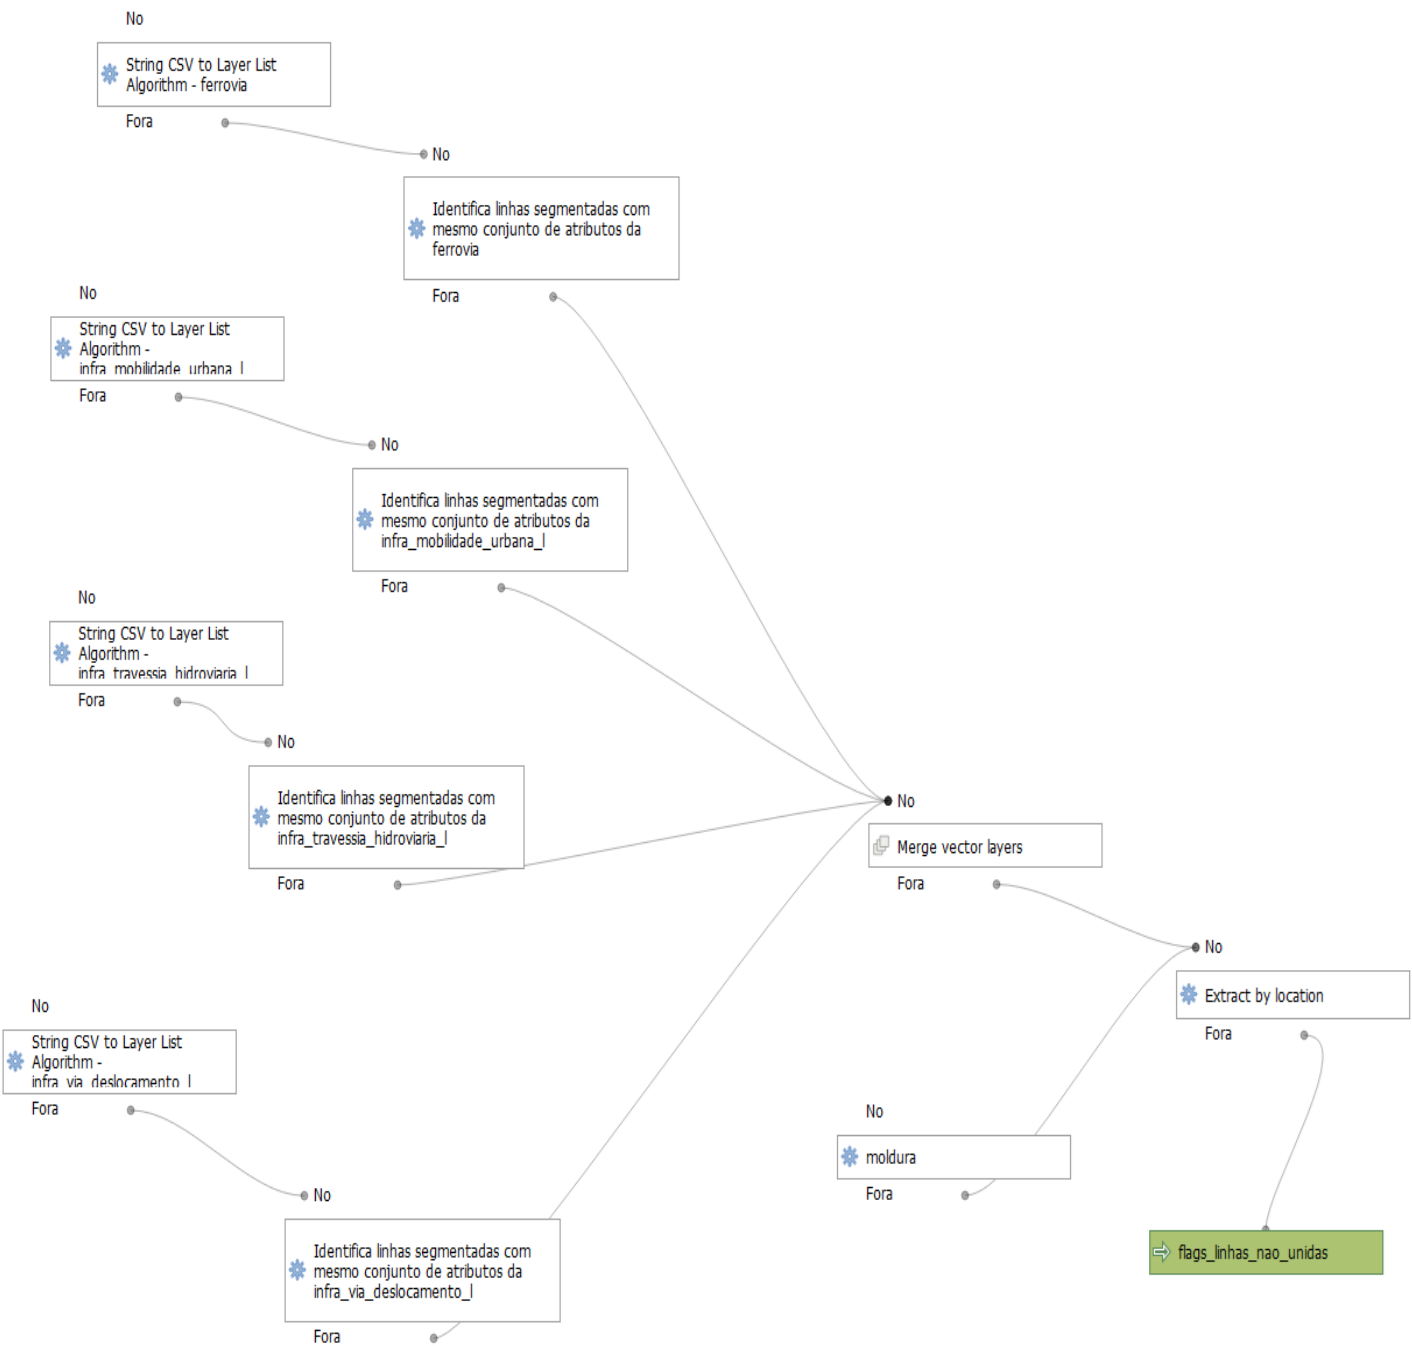 No
String CSV to Layer List
Algorithm - ferrovia
Fora
No
Identifica linhas segmentadas com
mesmo conjunto de atributos da
ferrovia
Fora
No
String CSV to Layer List
Algorithm -
infra_mobilidade_urbana_l
Fora
No
Identifica linhas segmentadas com
mesmo conjunto de atributos da
infra_mobilidade_urbana_l
Fora
No
String CSV to Layer List
Algorithm -
infra_travessia_hidroviaria_l
Fora
No
Identifica linhas segmentadas com
mesmo conjunto de atributos da
infra_travessia_hidroviaria_l
Fora
No
Merge vector layers
Fora
No
Extract by location
Fora
No
String CSV to Layer List
Algorithm -
infra_via_deslocamento_l
Fora
No
Identifica linhas segmentadas com
mesmo conjunto de atributos da
infra_via_deslocamento_l
Fora
No
moldura
Fora
flags_linhas_nao_unidas